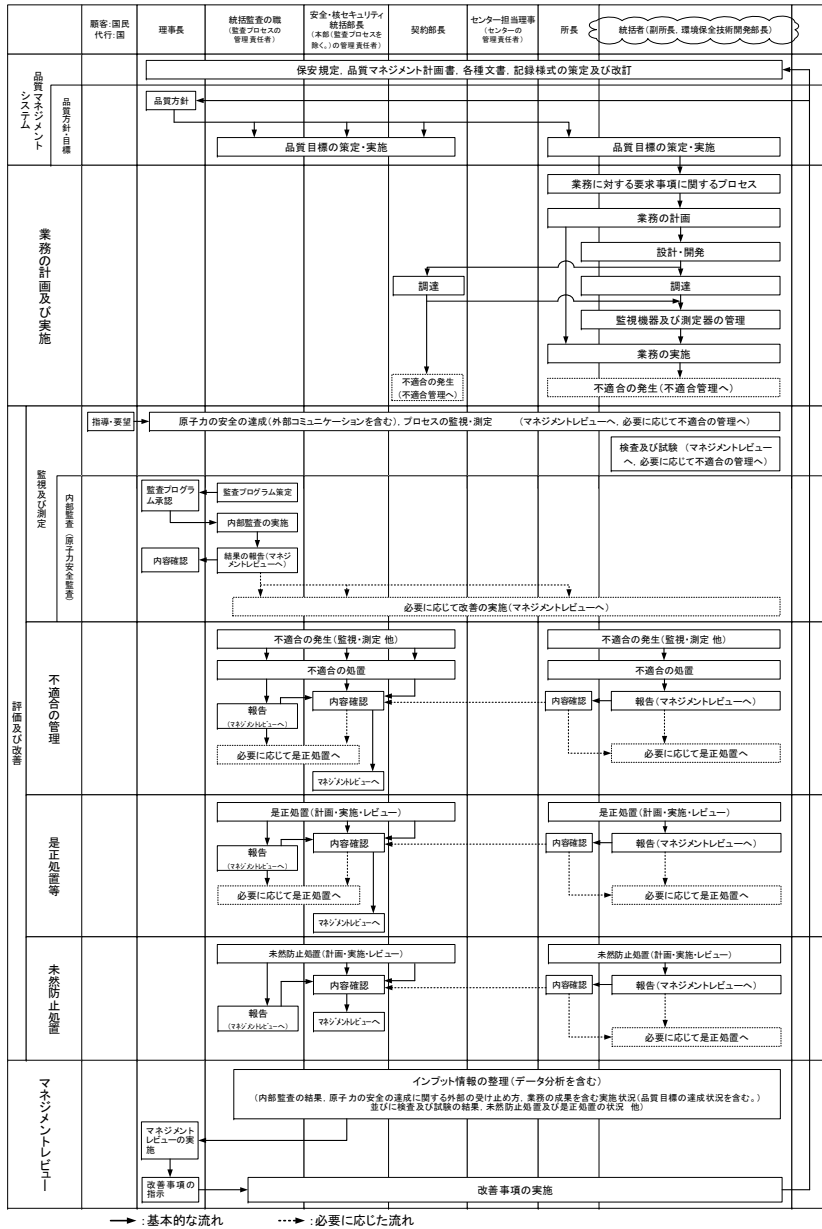 顧客:国民
代行:国
理事長
統括監査の職
(監査プロセスの
管理責任者)
安全・核セキュリティ
統括部長
(本部(監査プロセスを
除く。)の管理責任者)
契約部長
センター担当理事
(センターの
管理責任者)
所長
統括者(副所長、環境保全技術開発部長)
品質マネジメント
システム
保安規定、品質マネジメント計画書、各種文書、記録様式の策定及び改訂
品質方針・目標
品質方針
品質目標の策定・実施
品質目標の策定・実施
業務の計画及び実施
業務に対する要求事項に関するプロセス
業務の計画
設計・開発
調達
調達
監視機器及び測定器の管理
業務の実施
不適合の発生
(不適合管理へ)
不適合の発生(不適合管理へ)
評価及び改善
監視及び測定
指導・要望
原子力の安全の達成(外部コミュニケーションを含む)、プロセスの監視・測定 (マネジメントレビューへ、必要に応じて不適合の管理へ)
検査及び試験 (マネジメントレビュー
へ、必要に応じて不適合の管理へ)
内部監査(原子力安全監査)
監査プログラ
ム承認
監査プログラム策定
内部監査の実施
内容確認
結果の報告(マネジ
メントレビューへ)
必要に応じて改善の実施(マネジメントレビューへ)
不適合の管理
不適合の発生(監視・測定 他)
不適合の発生(監視・測定 他)
不適合の処置
不適合の処置
報告
(マネジメントレビューへ)
内容確認
内容確認
報告(マネジメントレビューへ)
必要に応じて是正処置へ
必要に応じて是正処置へ
マネジメントレビューへ
是正処置等
是正処置(計画・実施・レビュー)
是正処置(計画・実施・レビュー)
報告
(マネジメントレビューへ)
内容確認
内容確認
報告(マネジメントレビューへ)
必要に応じて是正処置へ
必要に応じて是正処置へ
マネジメントレビューへ
未然防止処置
未然防止処置(計画・実施・レビュー)
未然防止処置(計画・実施・レビュー)
内容確認
内容確認
報告(マネジメントレビューへ)
報告
(マネジメントレビューへ)
マネジメントレビューへ
必要に応じて是正処置へ
マネジメントレビュー
インプット情報の整理(データ分析を含む)
(内部監査の結果、原子力の安全の達成に関する外部の受け止め方、業務の成果を含む実施状況(品質目標の達成状況を含む。)
並びに検査及び試験の結果、未然防止処置及び是正処置の状況 他)
マネジメント
レビューの実
施
改善事項の
指示
改善事項の実施
:基本的な流れ
:必要に応じた流れ